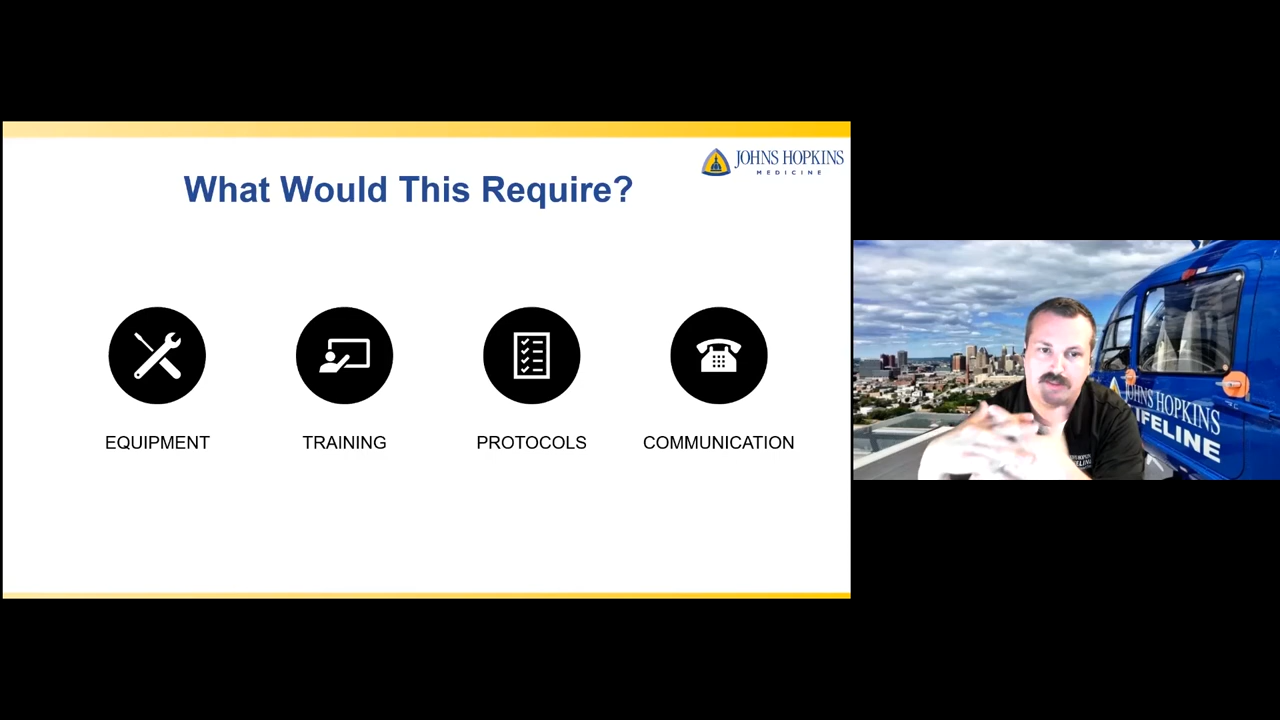 What Would This Require?
JOHNS HOPKINS
MEDICINE
EQUIPMENT
TRAINING
PROTOCOLS
COMMUNICATION
JOHNS HOPKINS
LIFELINE